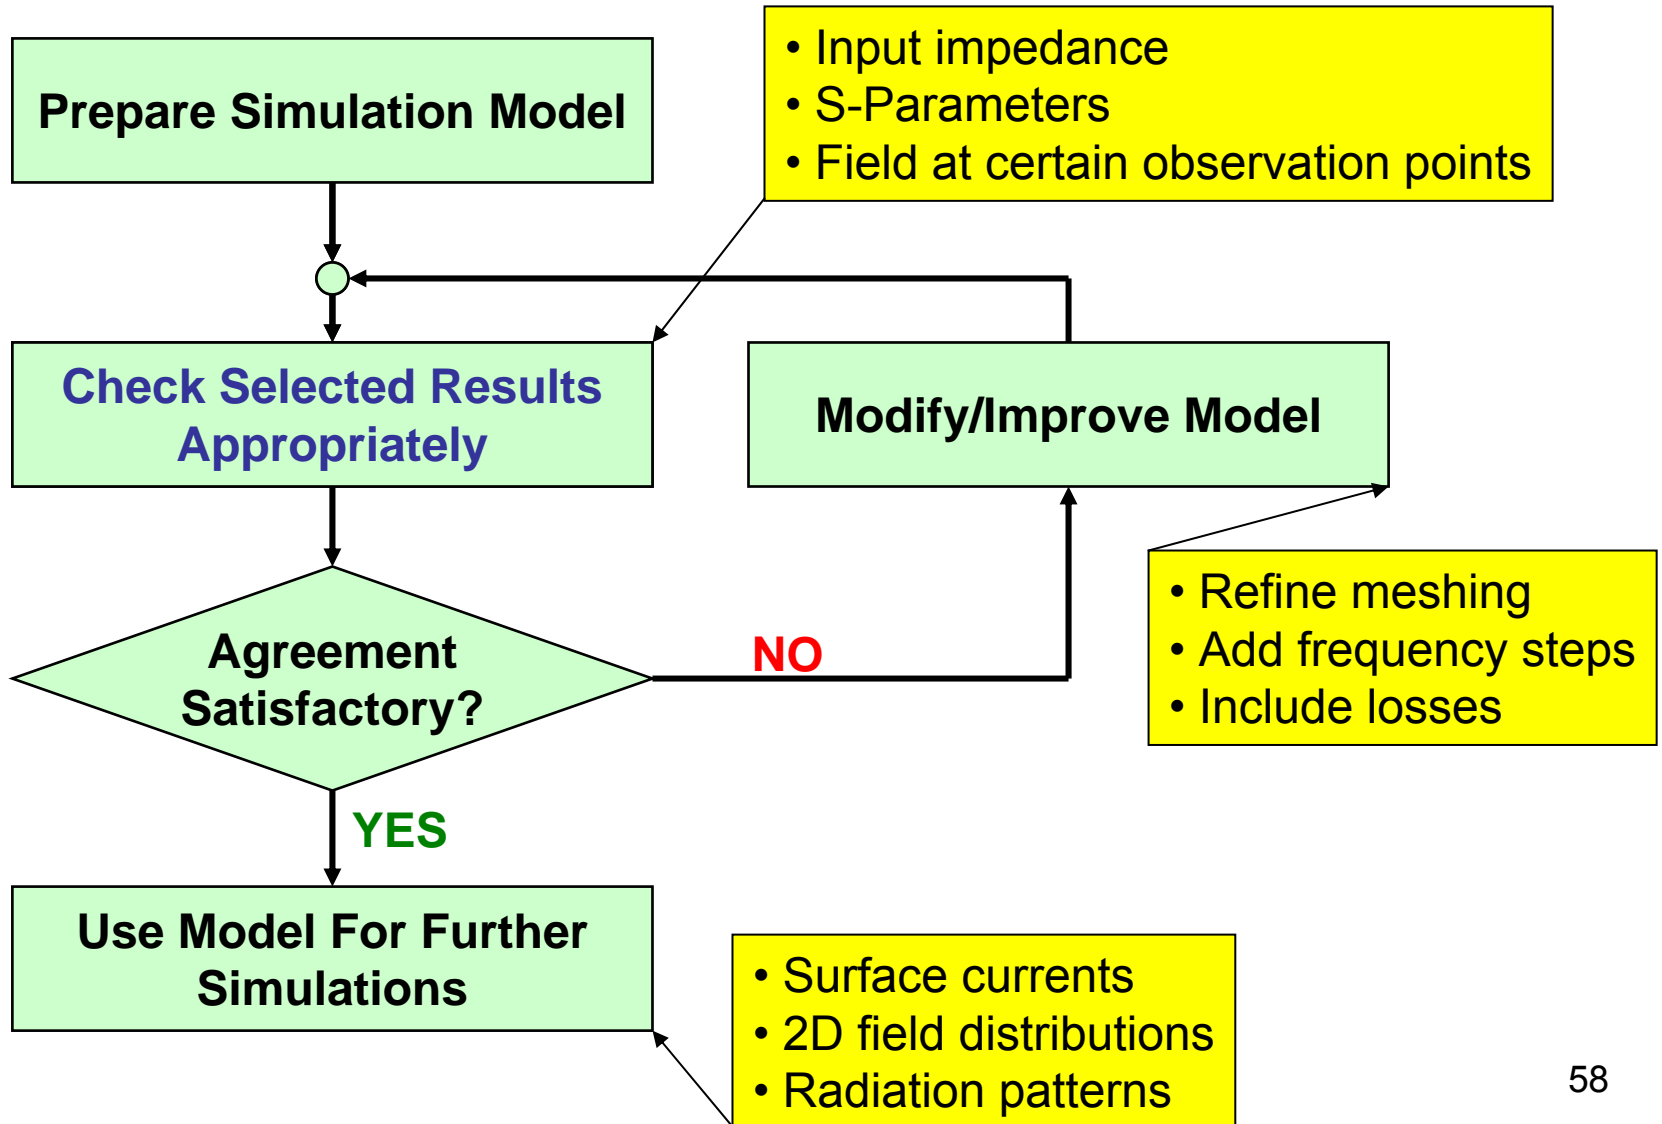 Prepare Simulation Model
• Input impedance
• S-Parameters
• Field at certain observation points
Check Selected Results
Appropriately
Modify/Improve Model
Agreement
Satisfactory?
NO
• Refine meshing
• Add frequency steps
• Include losses
YES
Use Model For Further
Simulations
• Surface currents
• 2D field distributions
• Radiation patterns
58